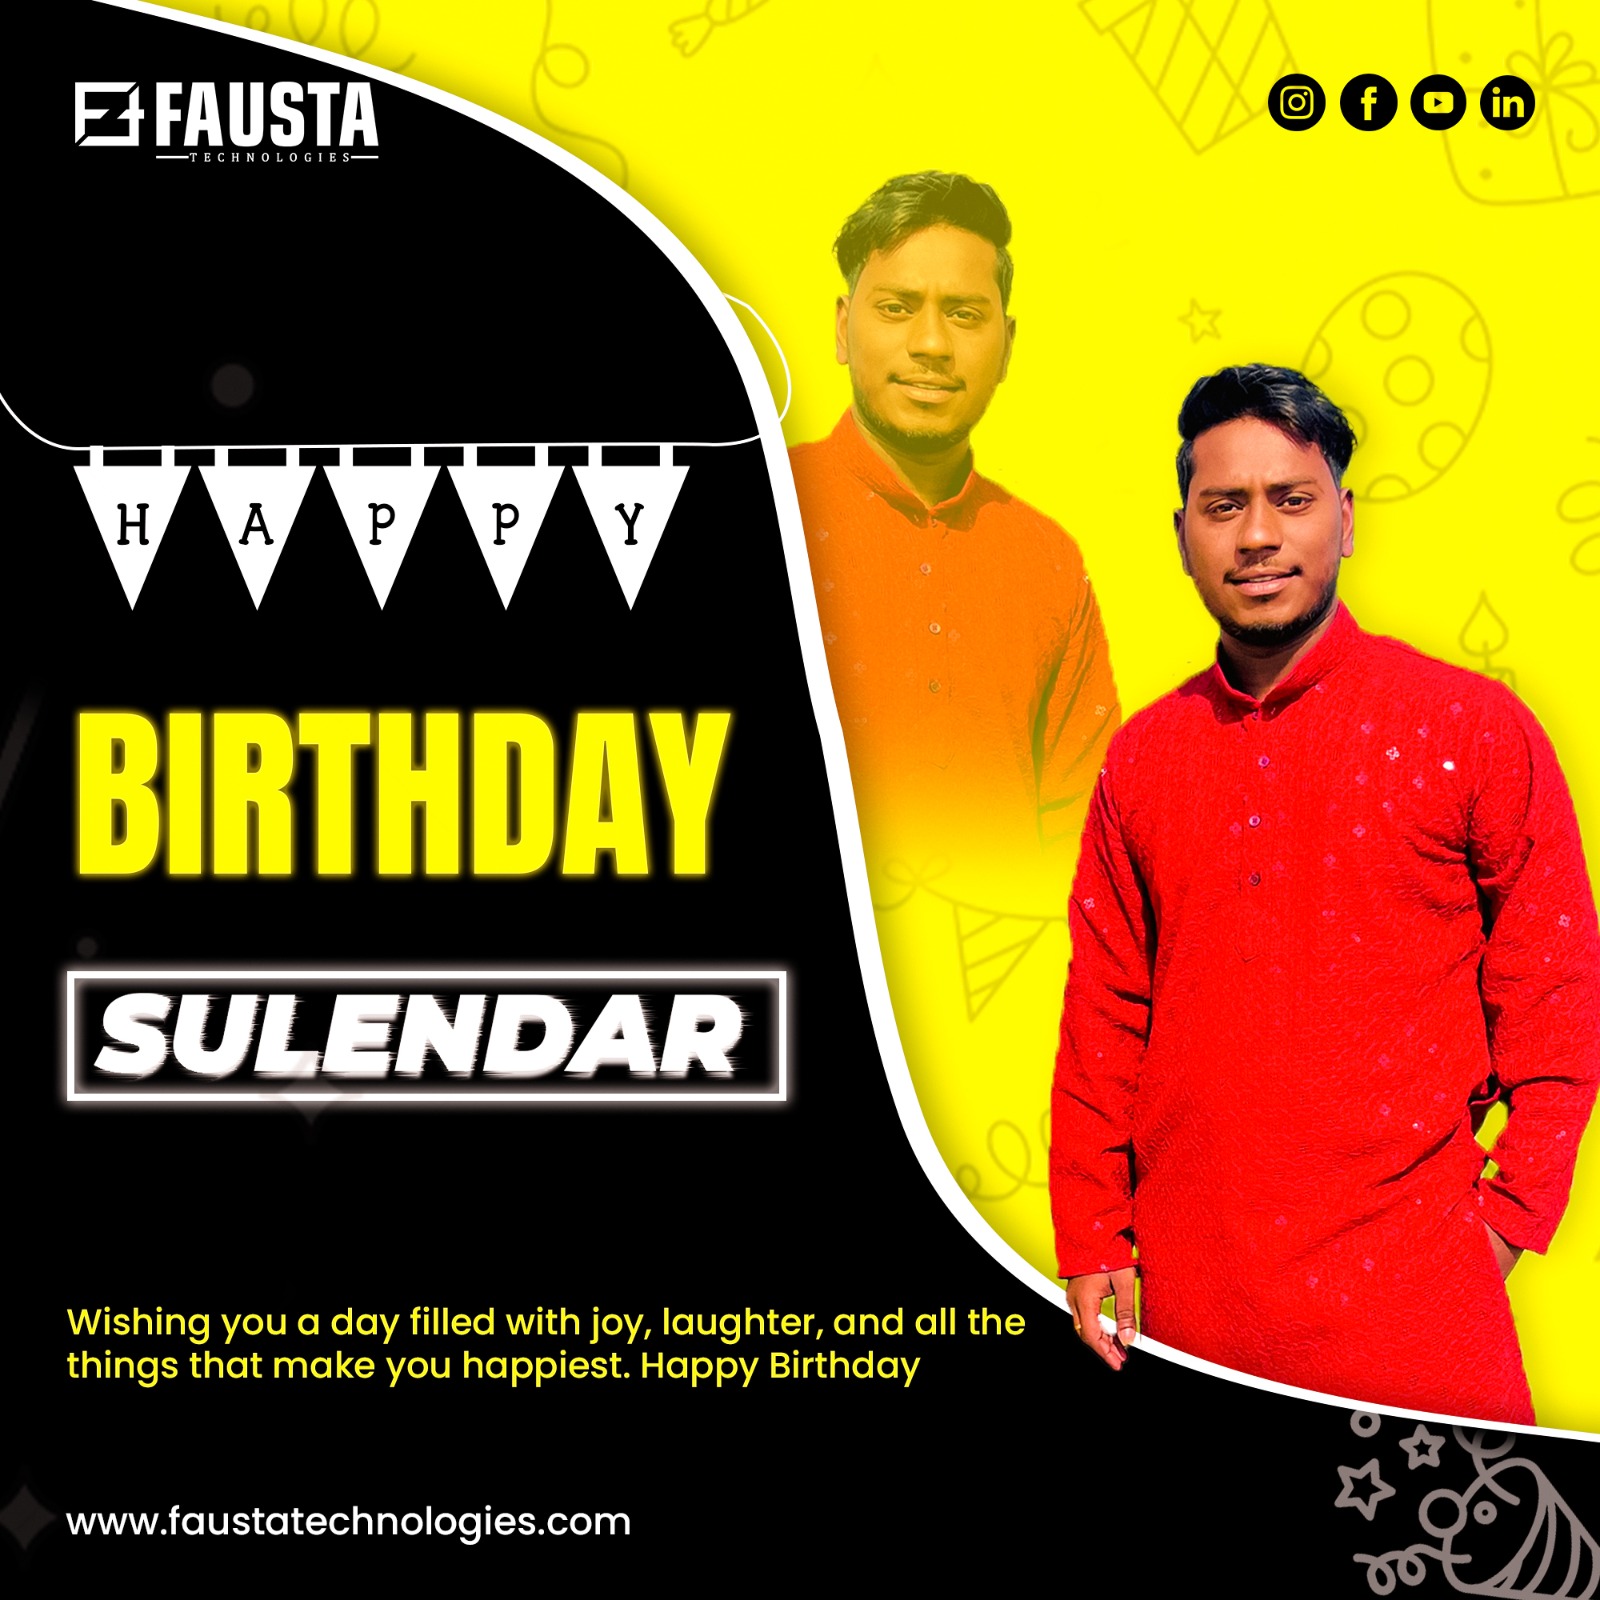 FAUSTA
TECHNOLOGIES
HAPPY
BIRTHDAY
SULENDAR
Wishing you a day filled with joy, laughter, and all the
things that make you happiest. Happy Birthday
www.faustatechnologies.com